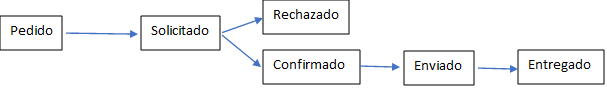 Pedido
Solicitado
Rechazado
Confirmado
Enviado
Entregado